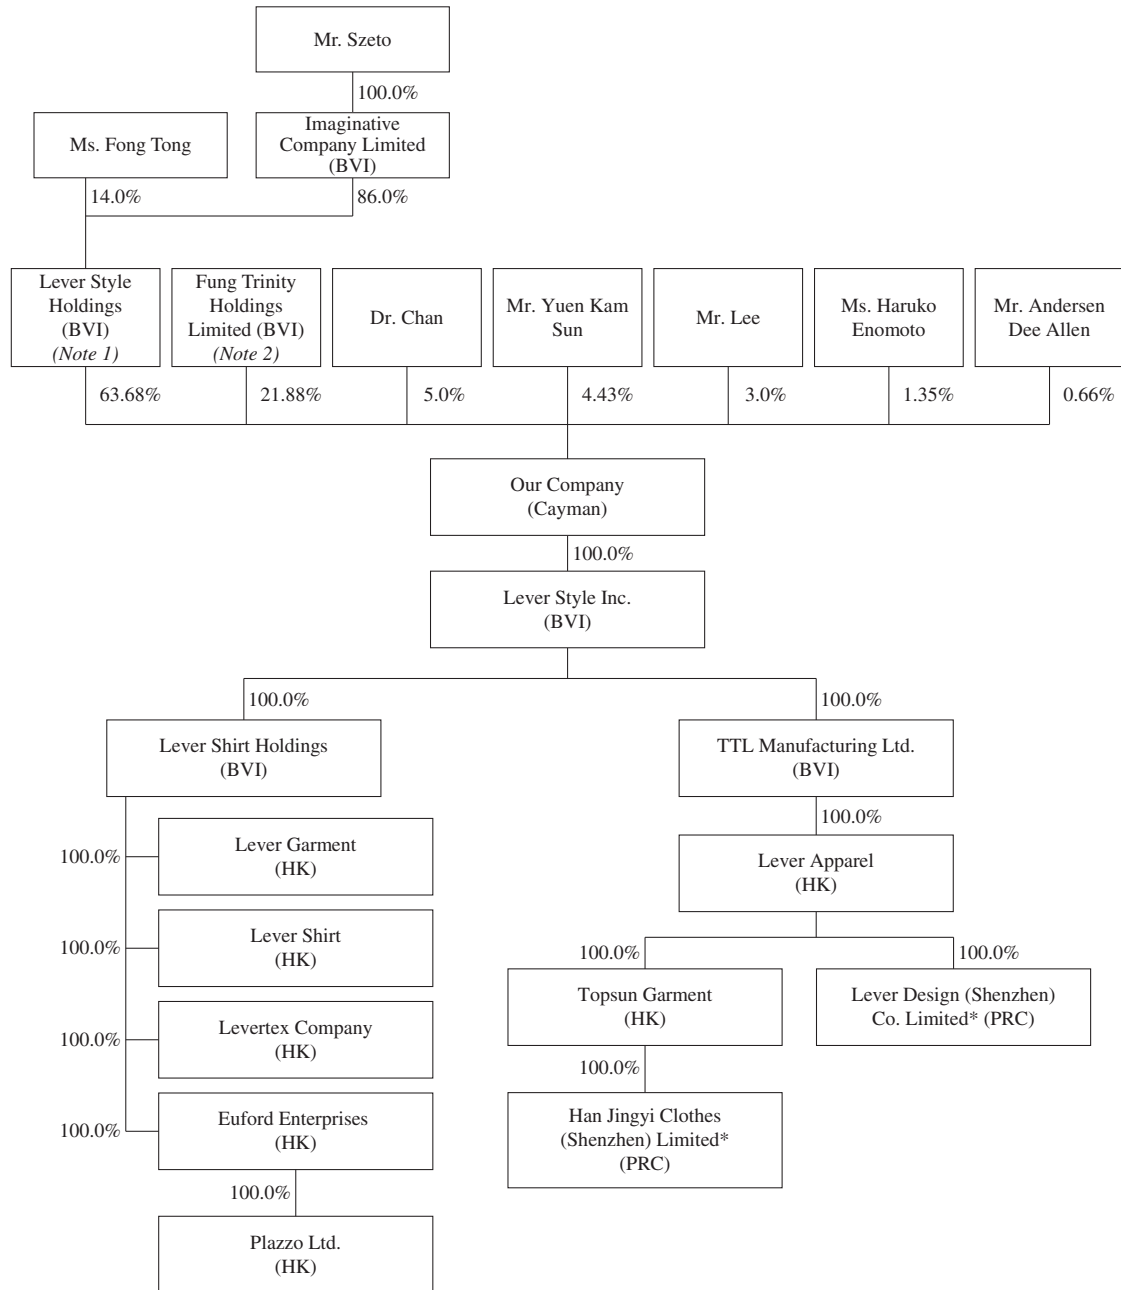 Mr. Szeto
100.0%
Ms. Fong Tong
Imaginative
Company Limited
(BVI)
14.0%
86.0%
Lever Style
Holdings
(BVI)
(Note 1)
Fung Trinity
Holdings
Limited (BVI)
(Note 2)
Dr. Chan
Mr. Yuen Kam
Sun
Mr. Lee
Ms. Haruko
Enomoto
Mr. Andersen
Dee Allen
63.68%
21.88%
5.0%
4.43%
3.0%
1.35%
0.66%
Our Company
(Cayman)
100.0%
Lever Style Inc.
(BVI)
100.0%
100.0%
Lever Shirt Holdings
(BVI)
TTL Manufacturing Ltd.
(BVI)
100.0%
100.0%
Lever Garment
(HK)
Lever Apparel
(HK)
100.0%
Lever Shirt
(HK)
100.0%
100.0%
Topsun Garment
(HK)
Lever Design (Shenzhen)
Co. Limited* (PRC)
100.0%
Levertex Company
(HK)
100.0%
100.0%
Euford Enterprises
(HK)
Han Jingyi Clothes
(Shenzhen) Limited*
(PRC)
100.0%
Plazzo Ltd.
(HK)